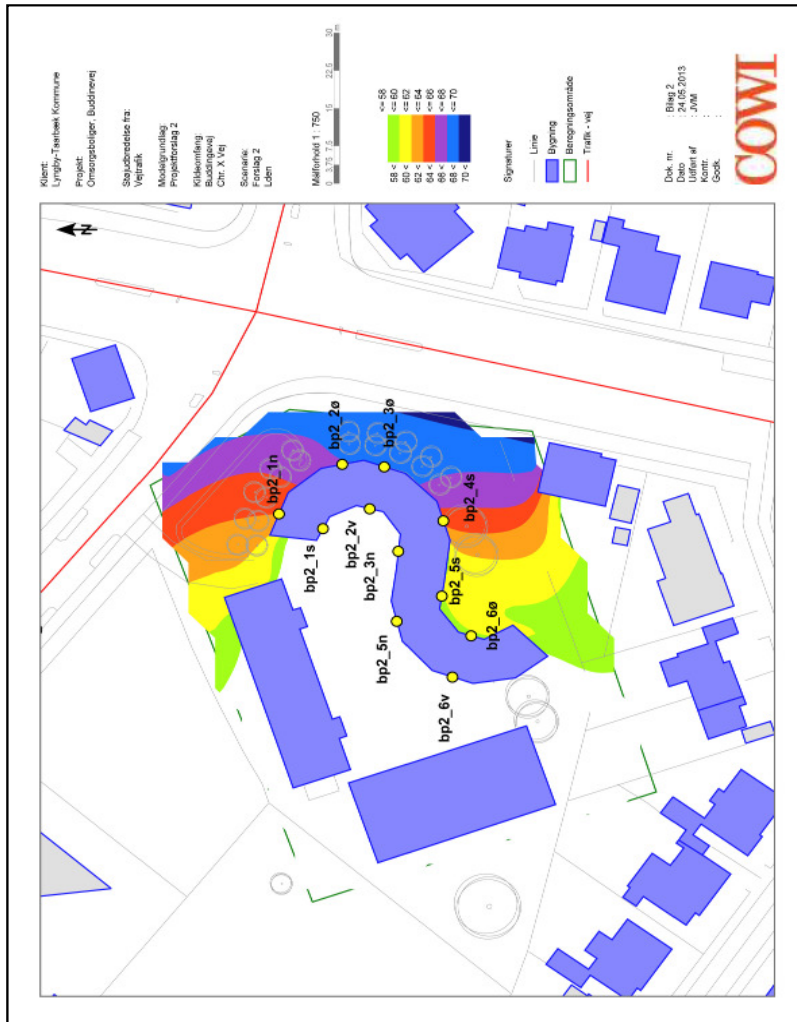 Klient:
Lyngby-Taarbæk Kommune
Projekt:
Omsorgsboliger, Buddinevej
Støjudbredelse fra:
Vejtrafik
Modelgrundlag:
Projektforslag 2
Kildeomfang:
Buddingevej
Chr. X Vej
Scenarie:
Forslag 2
Lden
Målforhold 1 : 750
0 3.75 7.5 15 22.5 30 m
<= 58
58 < <= 60
60 < <= 62
62 < <= 64
64 < <= 66
66 < <= 68
68 < <= 70
70 <
Signaturer
Linie
Bygning
Beregningsområde
Trafik - vej
Dok. nr. : Bilag 2
Dato : 24.05.2013
Udført af : JVM
Kontr. :
Godk. :
COWI
N
bp2_1n
bp2_2ø
bp2_3ø
bp2_1s
bp2_2v
bp2_3n
bp2_4s
bp2_5s
bp2_5n
bp2_6ø
bp2_6v